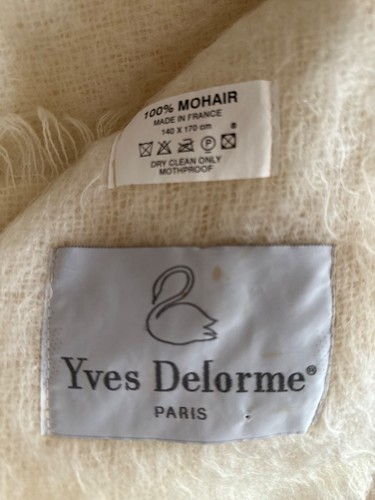 100% MOHAIR
MADE IN FRANCE
140 X 170 cm
P
DRY CLEAN ONLY
MOTHPROOF
Yves Delorme®
PARIS